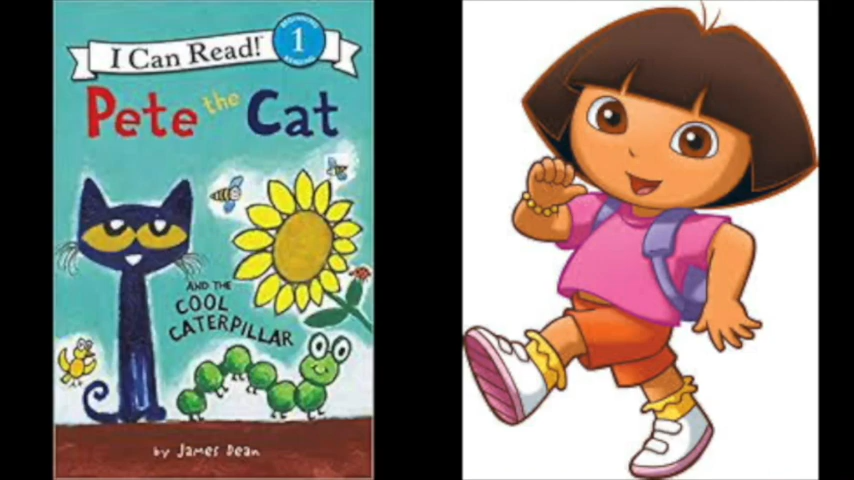 I Can Read!
BEGINNING
1
READING
Pete the Cat
AND THE
COOL
CATERPILLAR
by James Dean